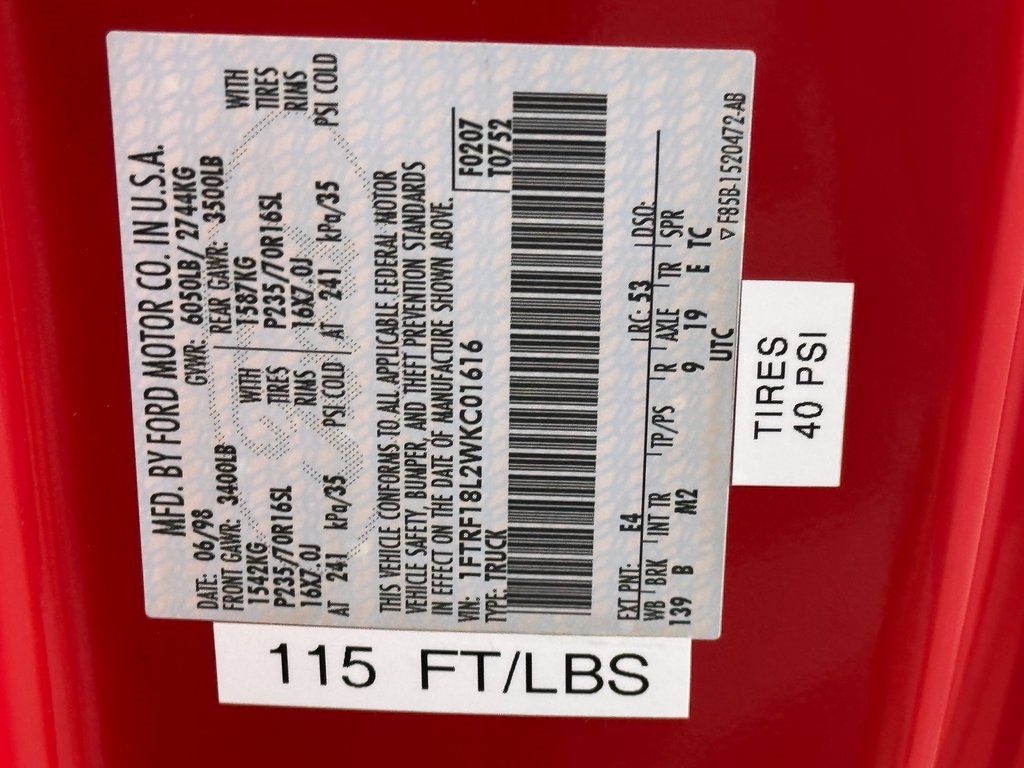 MFD. BY FORD MOTOR CO. IN U.S.A.
DATE: 06/98 GVWR: 6050LB/ 2744KG
FRONT GAWR: 3400LB REAR GAWR: 3500LB
1542KG WITH 1587KG WITH
P235/70R16SL TIRES P235/70R16SL TIRES
16X7.0J RIMS 16X7.0J RIMS
AT 241 kPa/35 PSI COLD AT 241 kPa/35 PSI COLD
THIS VEHICLE CONFORMS TO ALL APPLICABLE FEDERAL MOTOR
VEHICLE SAFETY, BUMPER, AND THEFT PREVENTION STANDARDS
IN EFFECT ON THE DATE OF MANUFACTURE SHOWN ABOVE.
VIN: 1FTRF18L2WKC01616 F0207
TYPE: TRUCK T0752
EXT PNT: E4 RC: 53 DSO:
WB BRK INT TR TP/PS R AXLE TR SPR
139 B M2 9 19 E TC
UTC
▽F85B-1520472-AB
TIRES
40 PSI
115 FT/LBS